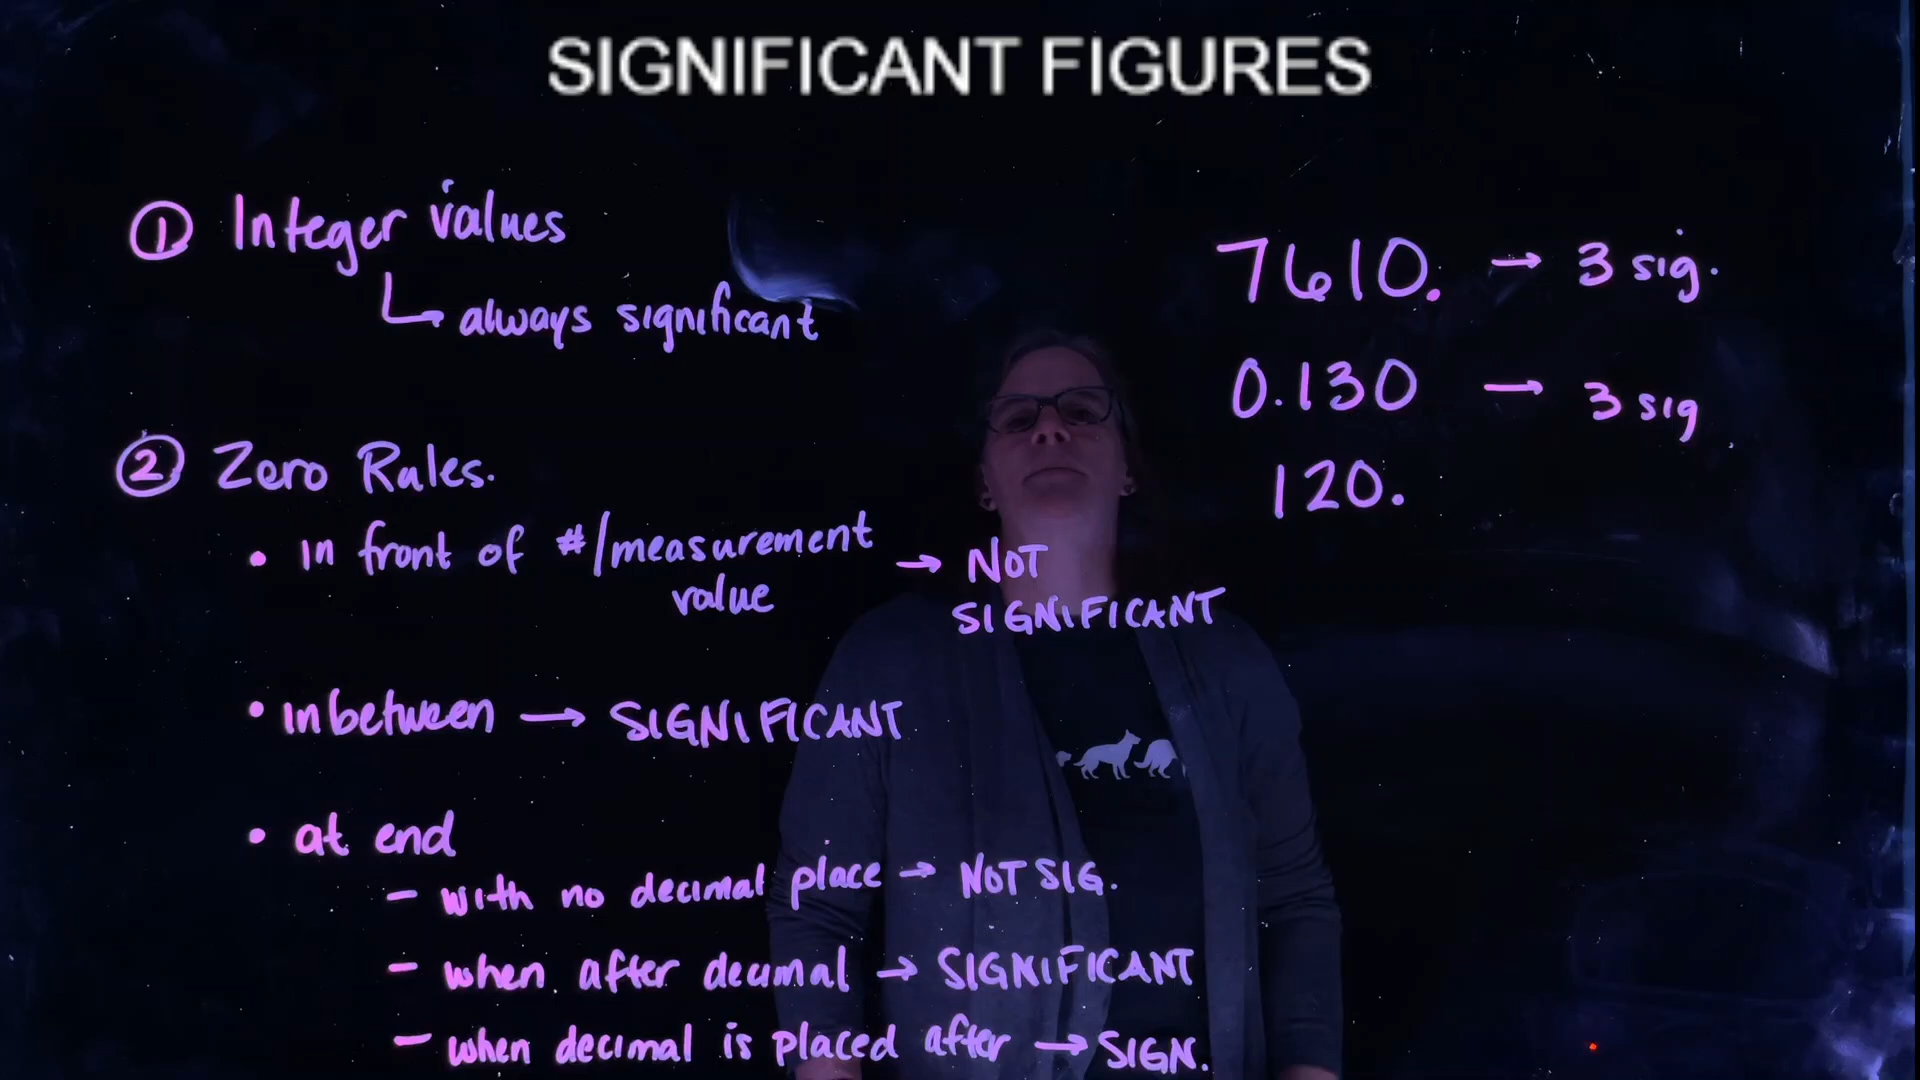 SIGNIFICANT FIGURES
① Integer values
↳ always significant
② Zero Rules.
• in front of #/measurement value → NOT SIGNIFICANT
• inbetween → SIGNIFICANT
• at end
– with no decimal place → NOT SIG.
– when after decimal → SIGNIFICANT
– when decimal is placed after → SIGN.
7610. → 3 sig.
0.130 → 3 sig
120.